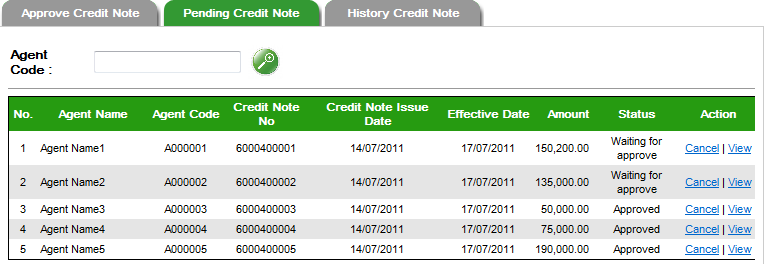 Approve Credit Note Pending Credit Note History Credit Note
Agent
Code :
No. Agent Name Agent Code Credit Note No Credit Note Issue Date Effective Date Amount Status Action
1 Agent Name1 A000001 6000400001 14/07/2011 17/07/2011 150,200.00 Waiting for approve Cancel | View
2 Agent Name2 A000002 6000400002 14/07/2011 17/07/2011 135,000.00 Waiting for approve Cancel | View
3 Agent Name3 A000003 6000400003 14/07/2011 17/07/2011 50,000.00 Approved Cancel | View
4 Agent Name4 A000004 6000400004 14/07/2011 17/07/2011 75,000.00 Approved Cancel | View
5 Agent Name5 A000005 6000400005 14/07/2011 17/07/2011 190,000.00 Approved Cancel | View